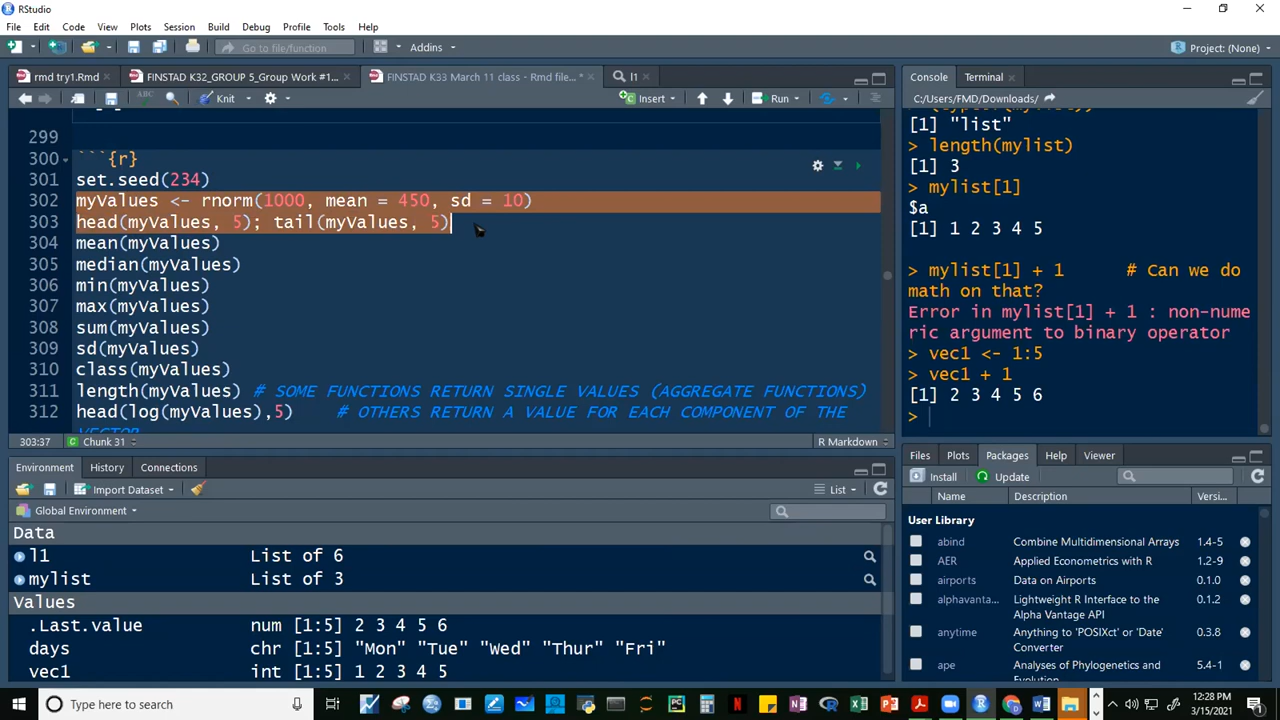 RStudio
File Edit Code View Plots Session Build Debug Profile Tools Help
Go to file/function
Addins
Project: (None)
rmd try1.Rmd
FINSTAD K32_GROUP 5_Group Work #1...
FINSTAD K33 March 11 class - Rmd file...*
l1
Knit
Insert
Run
299
300 ```{r}
301 set.seed(234)
302 myValues <- rnorm(1000, mean = 450, sd = 10)
303 head(myValues, 5); tail(myValues, 5)
304 mean(myValues)
305 median(myValues)
306 min(myValues)
307 max(myValues)
308 sum(myValues)
309 sd(myValues)
310 class(myValues)
311 length(myValues) # SOME FUNCTIONS RETURN SINGLE VALUES (AGGREGATE FUNCTIONS)
312 head(log(myValues),5) # OTHERS RETURN A VALUE FOR EACH COMPONENT OF THE
VECTOR
303:37 Chunk 31
R Markdown
Environment History Connections
Import Dataset
List
Global Environment
Data
l1 List of 6
mylist List of 3
Values
.Last.value num [1:5] 2 3 4 5 6
days chr [1:5] "Mon" "Tue" "Wed" "Thur" "Fri"
vec1 int [1:5] 1 2 3 4 5
Console Terminal
C:/Users/FMD/Downloads/
[1] "list"
> length(mylist)
[1] 3
> mylist[1]
$a
[1] 1 2 3 4 5
> mylist[1] + 1 # Can we do
math on that?
Error in mylist[1] + 1 : non-nume
ric argument to binary operator
> vec1 <- 1:5
> vec1 + 1
[1] 2 3 4 5 6
>
Files Plots Packages Help Viewer
Install Update
Name Description Versi...
User Library
abind Combine Multidimensional Arrays 1.4-5
AER Applied Econometrics with R 1.2-9
airports Data on Airports 0.1.0
alphavanta... Lightweight R Interface to the 0.1.2
Alpha Vantage API
anytime Anything to 'POSIXct' or 'Date' 0.3.8
Converter
ape Analyses of Phylogenetics and 5.4-1
Evolution
Type here to search
12:28 PM
3/15/2021